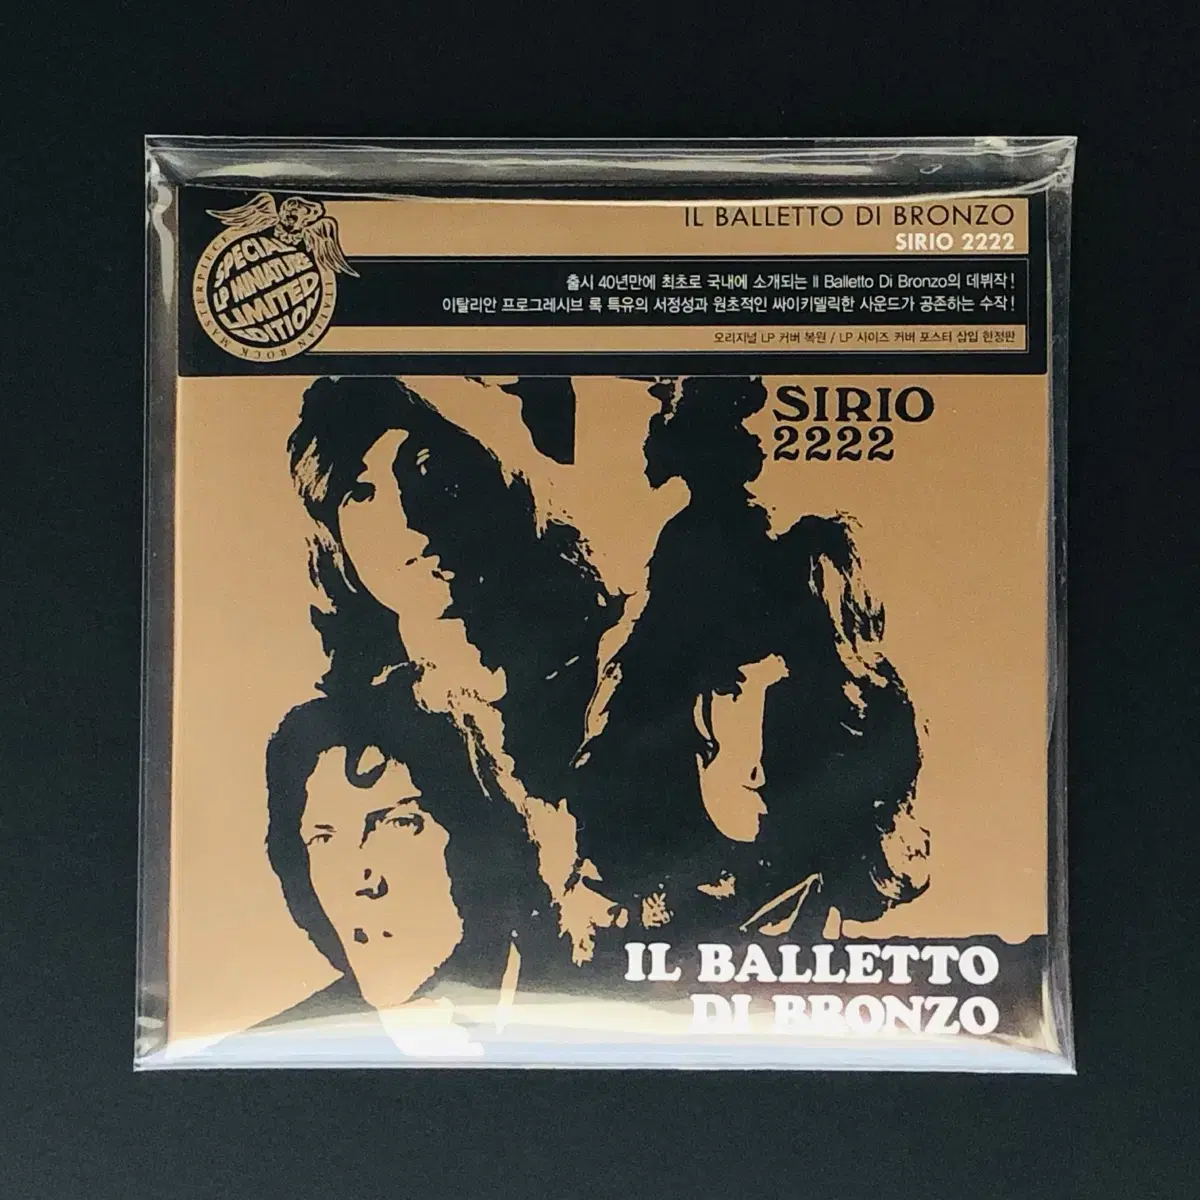 SPECIAL
LP MINIATURE
LIMITED
EDITION
ITALIAN ROCK MASTERPIECE
IL BALLETTO DI BRONZO
SIRIO 2222
출시 40년만에 최초로 국내에 소개되는 Il Balletto Di Bronzo의 데뷔작!
이탈리안 프로그레시브 록 특유의 서정성과 원초적인 싸이키델릭한 사운드가 공존하는 수작!
오리지널 LP 커버 복원 / LP 사이즈 커버 포스터 삽입 한정판
SIRIO
2222
IL BALLETTO
DI BRONZO